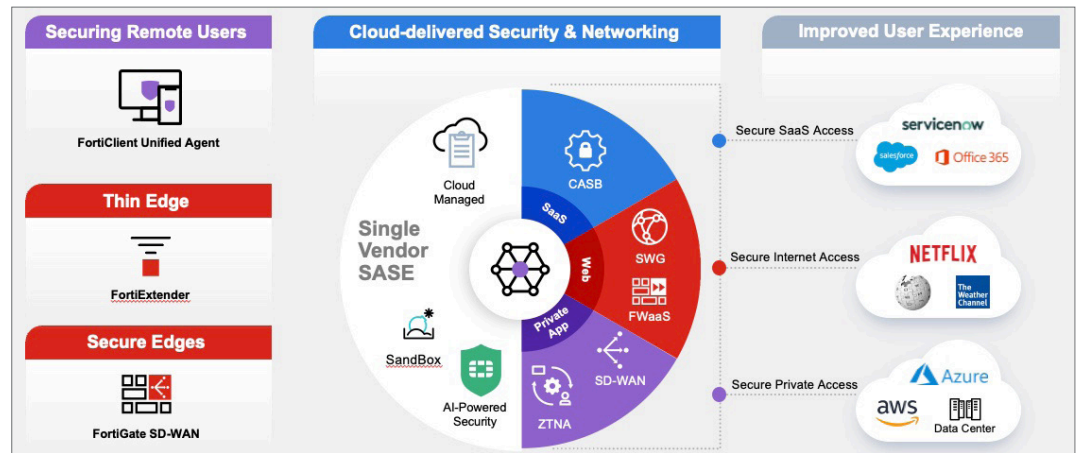 Securing Remote Users
FortiClient Unified Agent
Thin Edge
FortiExtender
Secure Edges
FortiGate SD-WAN
Cloud-delivered Security & Networking
Cloud
Managed
Single
Vendor
SASE
SandBox
AI-Powered
Security
CASB
SaaS
SWG
Web
FWaaS
Private
App
SD-WAN
ZTNA
Improved User Experience
Secure SaaS Access
servicenow
salesforce
Office 365
Secure Internet Access
NETFLIX
The
Weather
Channel
Secure Private Access
Azure
aws
Data Center